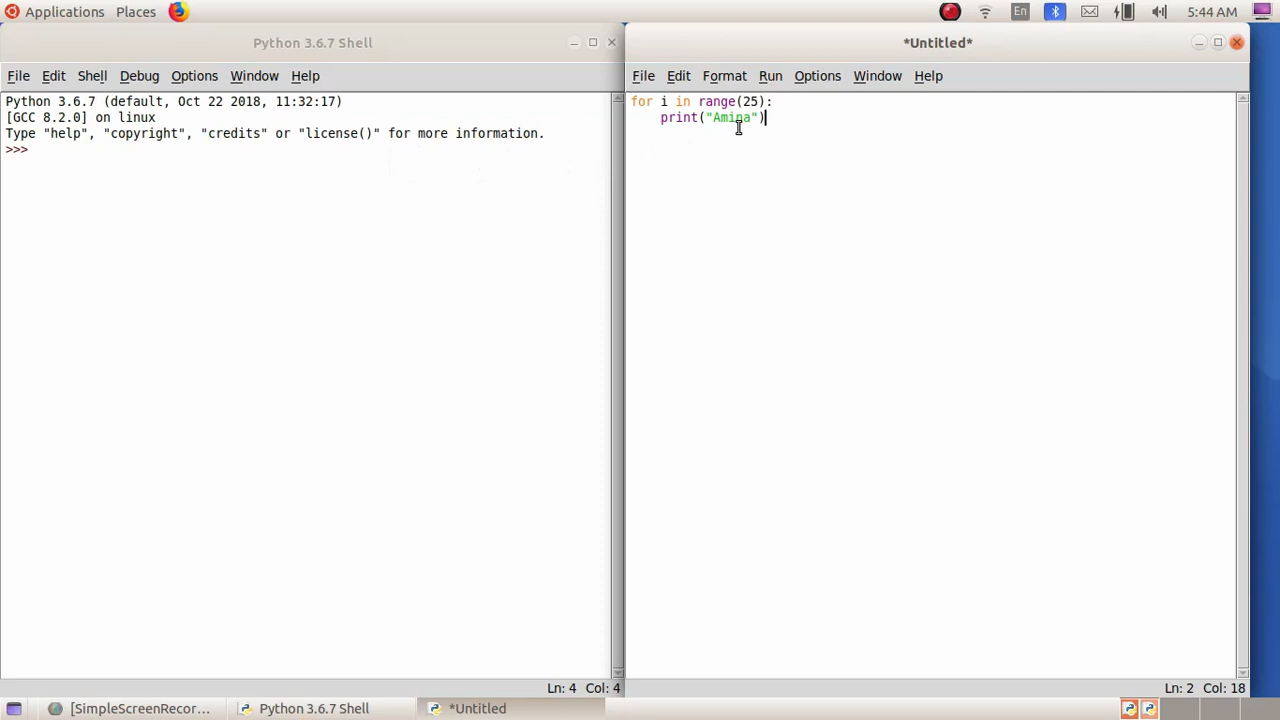 Applications Places En 5:44 AM
Python 3.6.7 Shell
File Edit Shell Debug Options Window Help
Python 3.6.7 (default, Oct 22 2018, 11:32:17)
[GCC 8.2.0] on linux
Type "help", "copyright", "credits" or "license()" for more information.
>>>
Ln: 4 Col: 4
*Untitled*
File Edit Format Run Options Window Help
for i in range(25):
    print("Amina")
Ln: 2 Col: 18
[SimpleScreenRecor... Python 3.6.7 Shell *Untitled